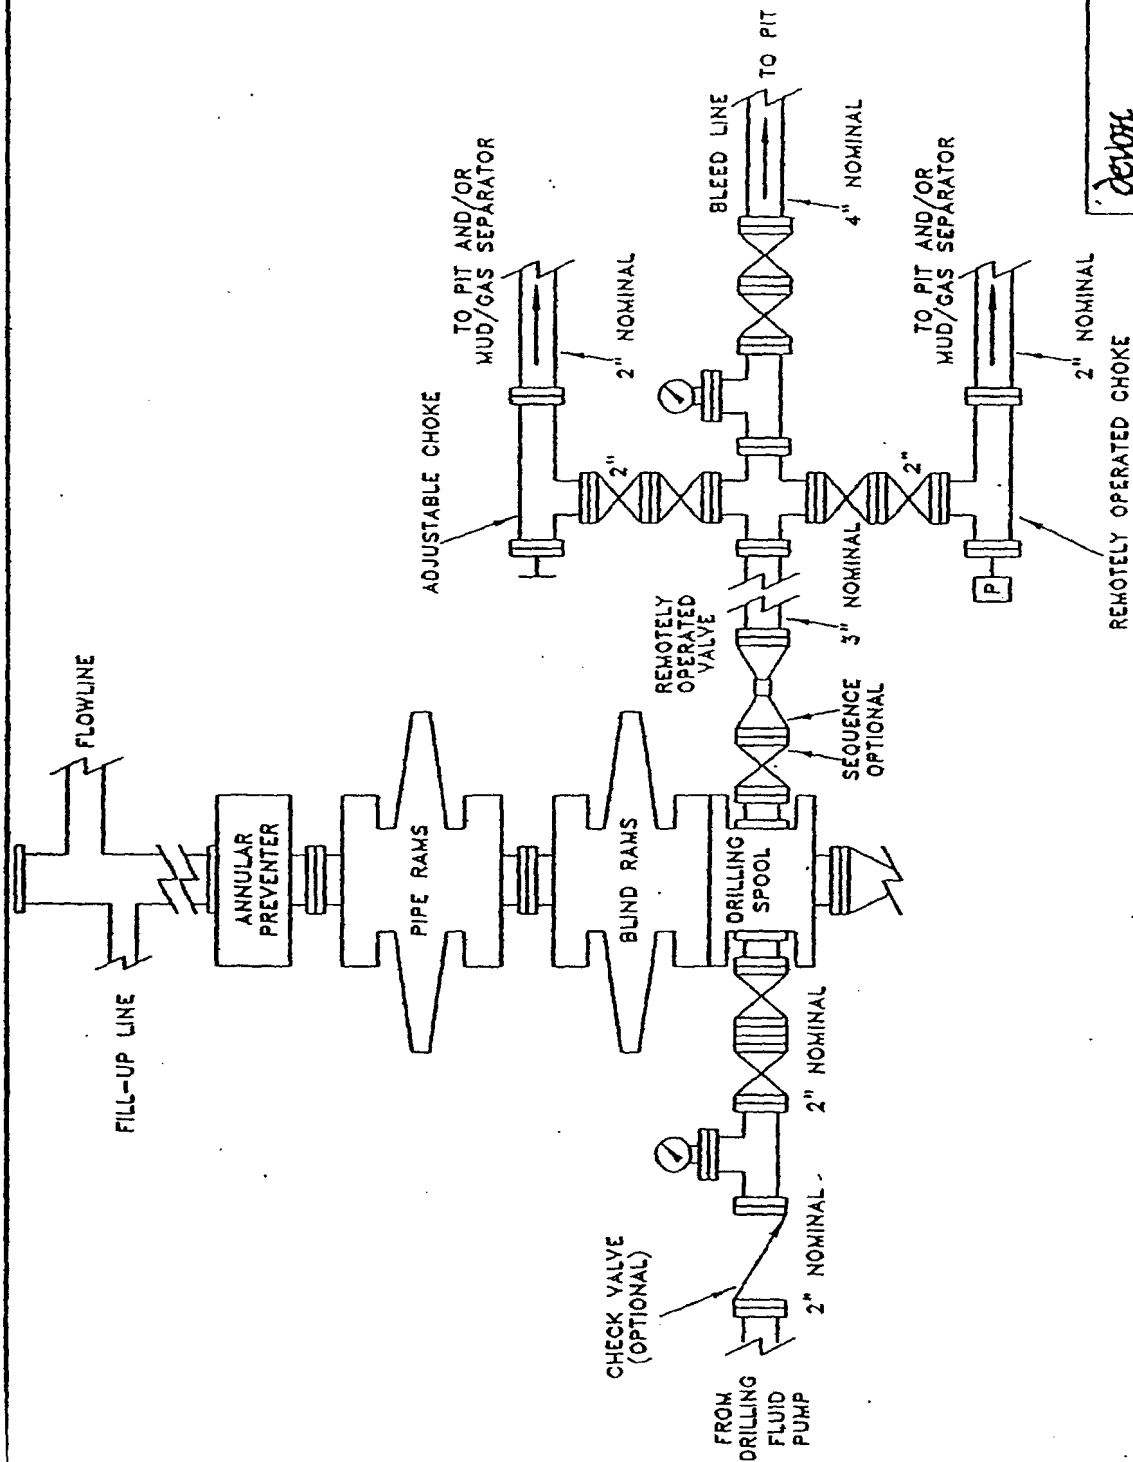 FLOWLINE
FILL-UP LINE
ANNULAR
PREVENTER
PIPE RAMS
BLIND RAMS
DRILLING
SPOOL
FROM
DRILLING
FLUID
PUMP
CHECK VALVE
(OPTIONAL)
2" NOMINAL
2" NOMINAL
SEQUENCE
OPTIONAL
REMOTELY
OPERATED
VALVE
3" NOMINAL
ADJUSTABLE CHOKE
2"
TO PIT AND/OR
MUD/GAS SEPARATOR
2" NOMINAL
BLEED LINE
TO PIT
4" NOMINAL
2"
P
REMOTELY OPERATED CHOKE
TO PIT AND/OR
MUD/GAS SEPARATOR
2" NOMINAL
devon